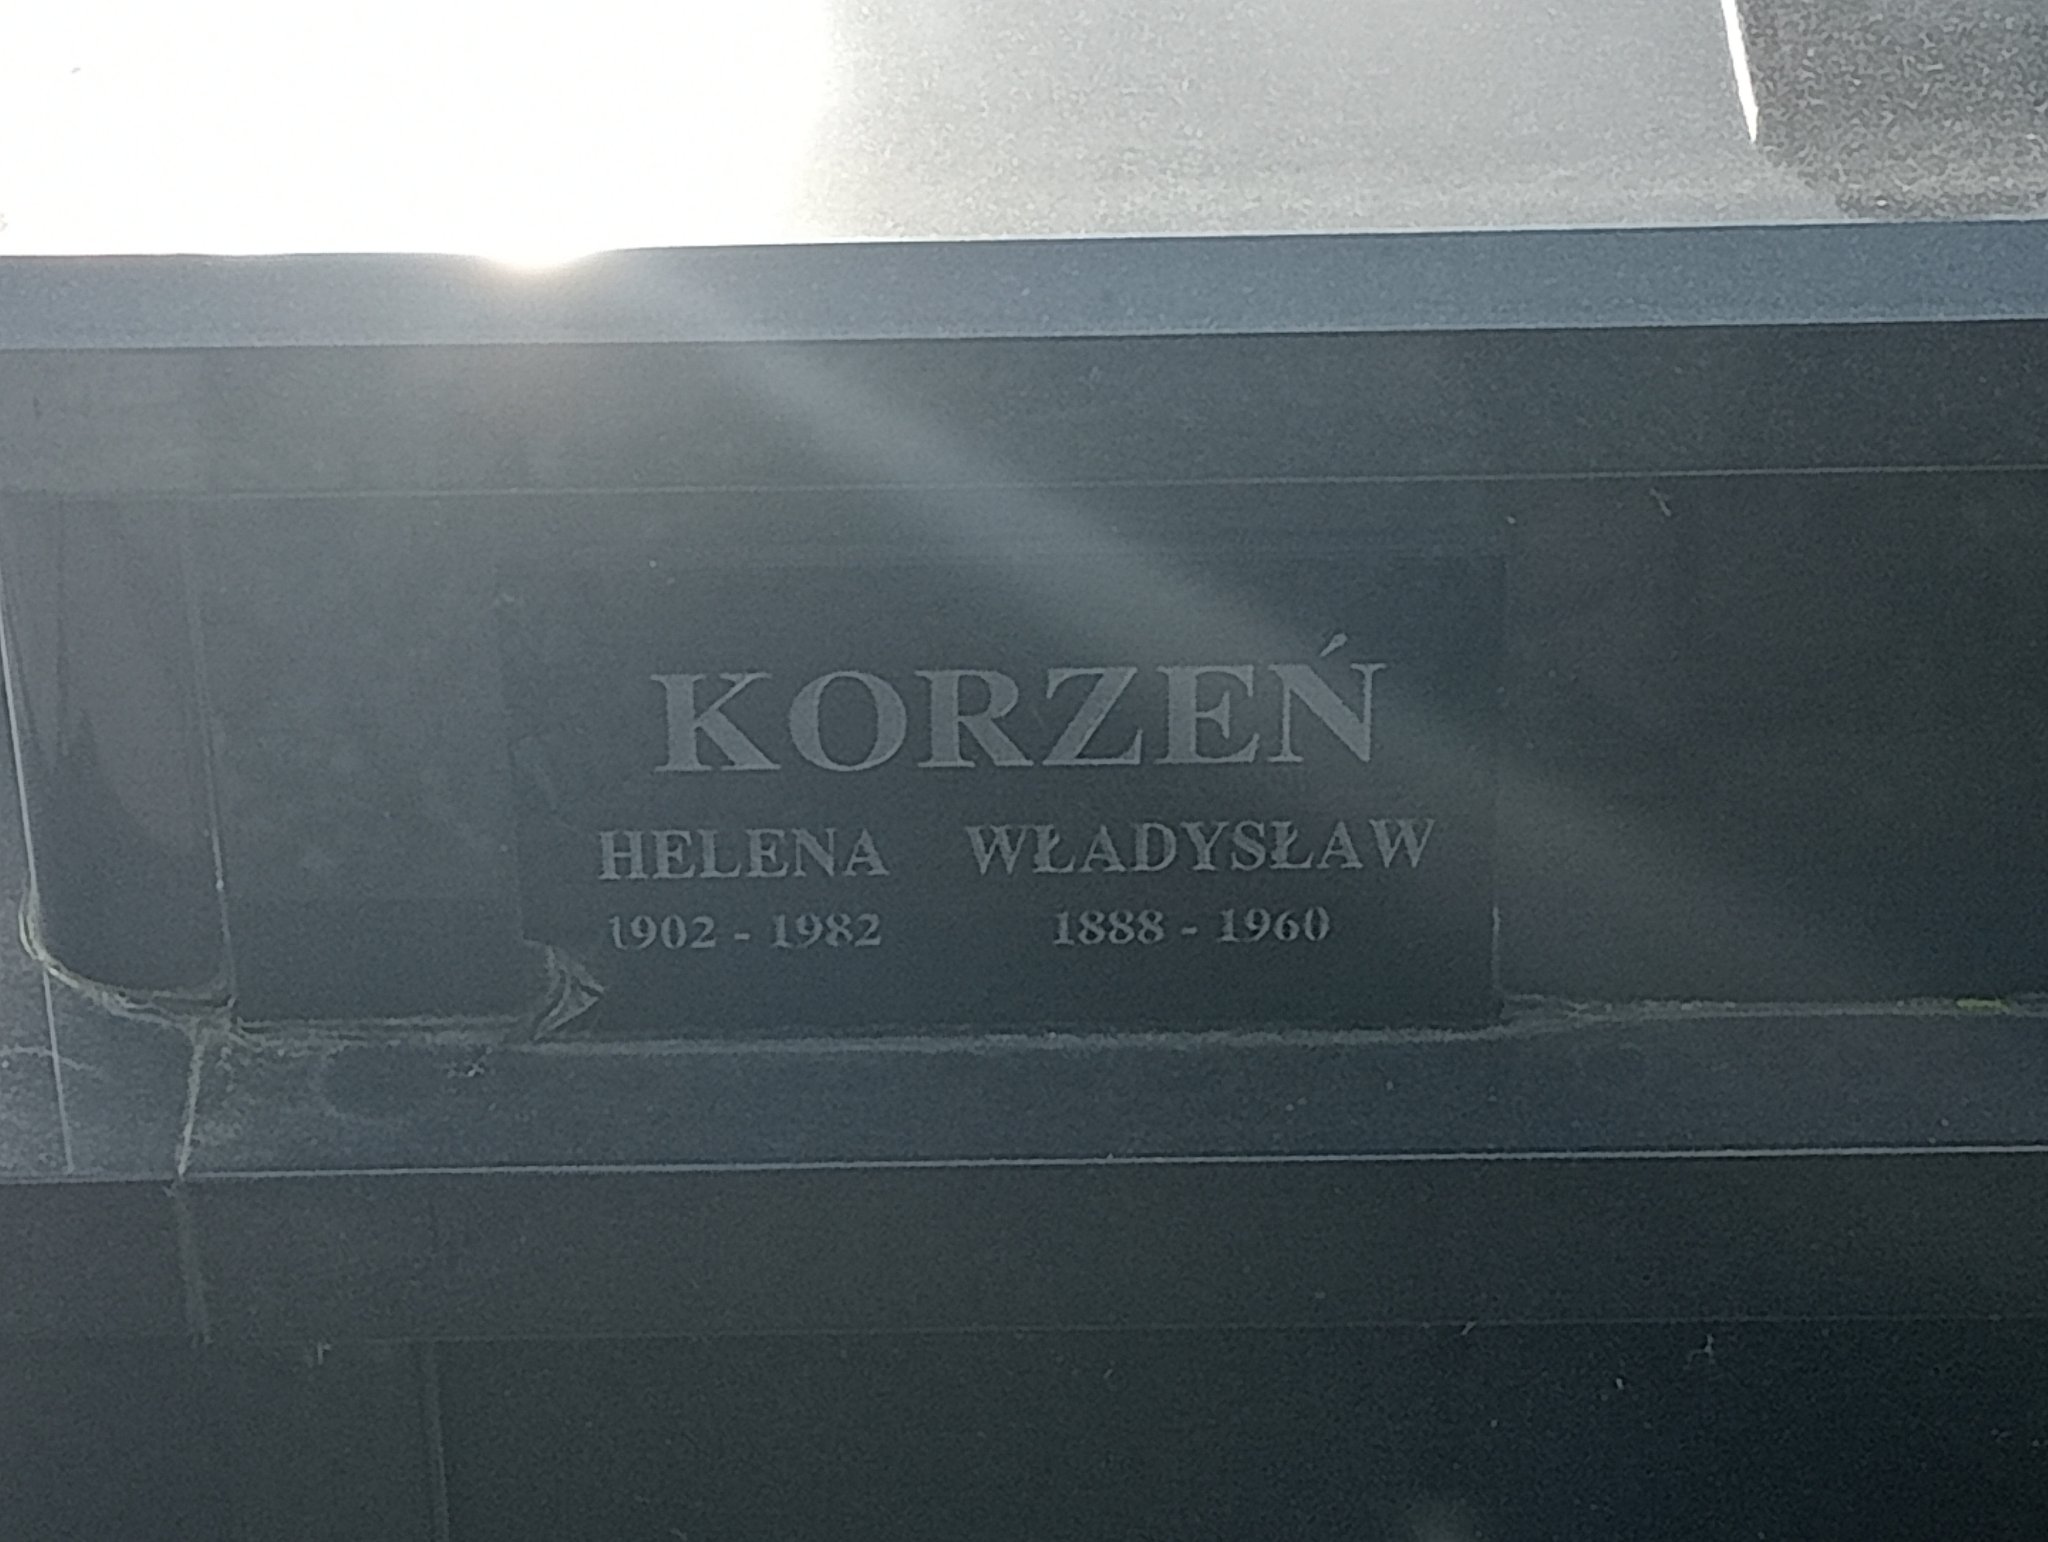 KORZEŃ
HELENA WŁADYSŁAW
1902 - 1982 1888 - 1960